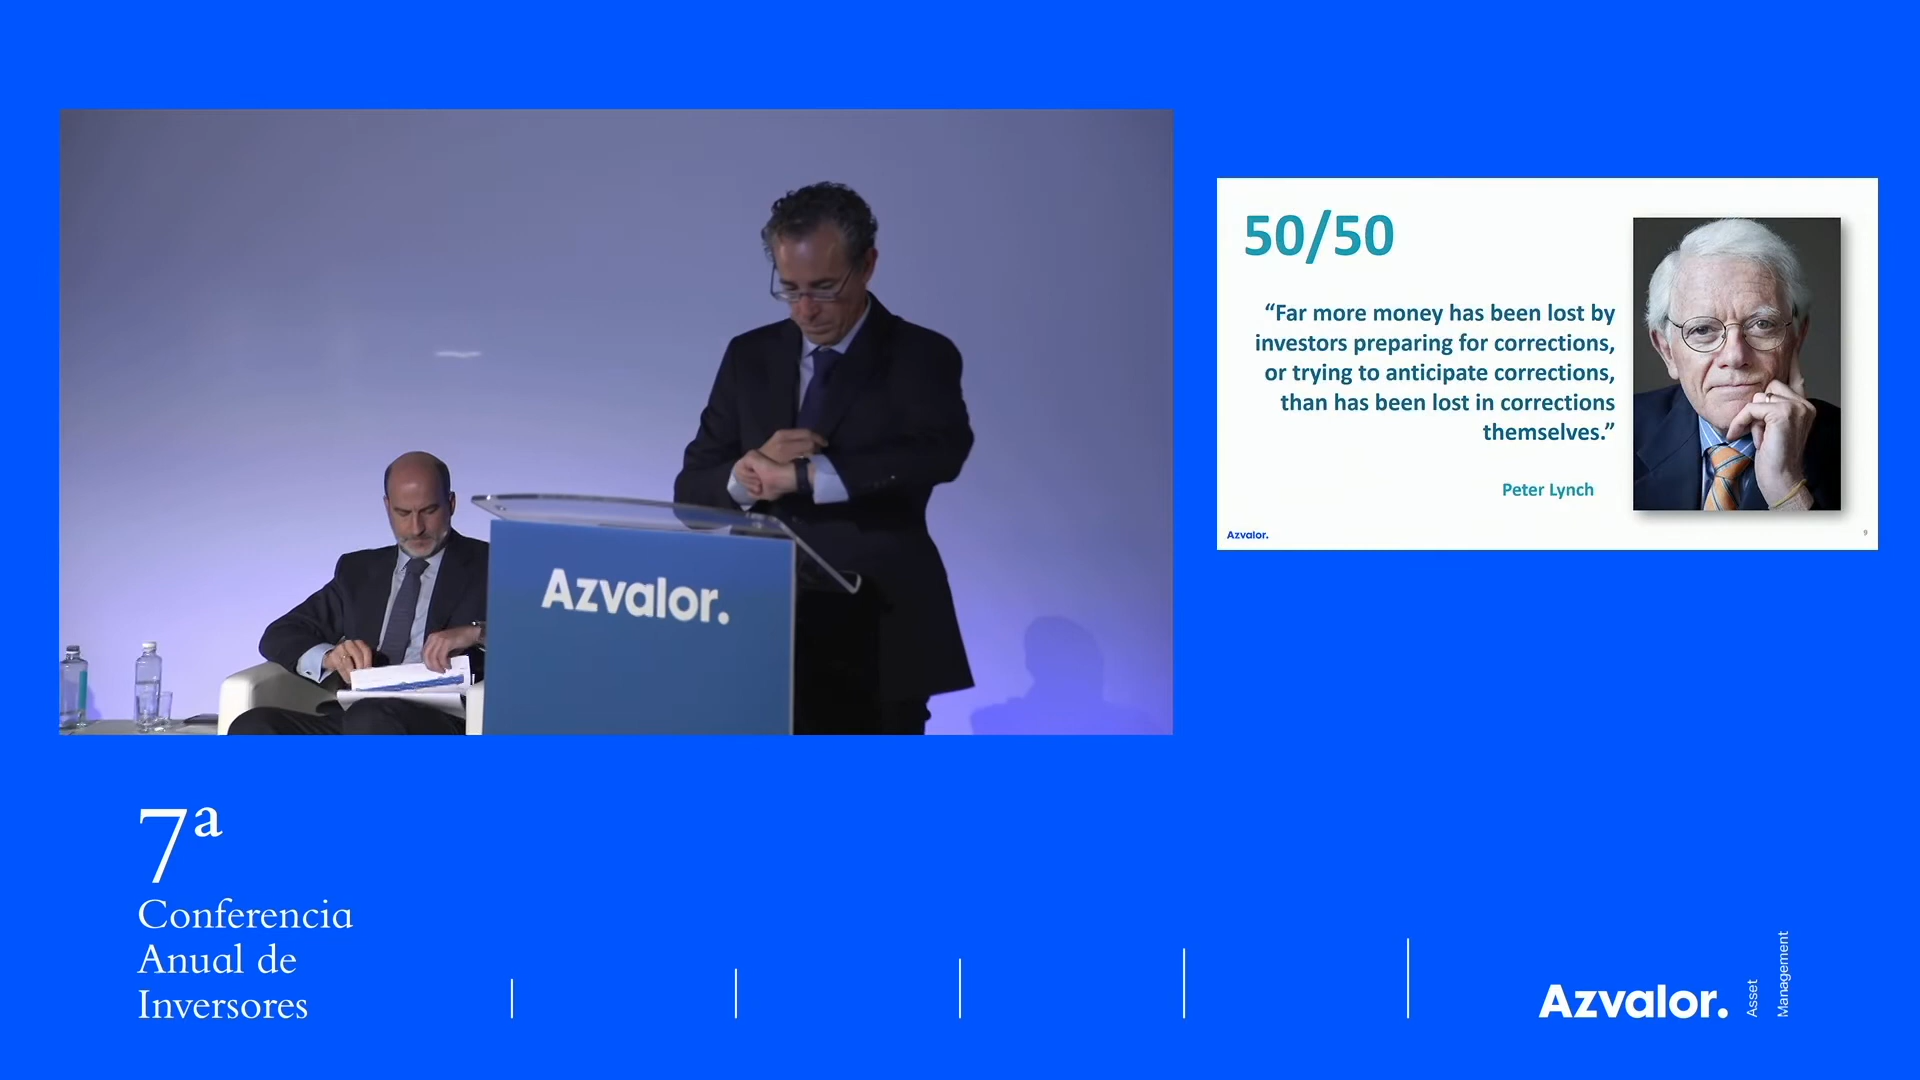 50/50
“Far more money has been lost by
investors preparing for corrections,
or trying to anticipate corrections,
than has been lost in corrections
themselves.”
Peter Lynch
Azvalor.
9
Azvalor.
7ª
Conferencia
Anual de
Inversores
Azvalor.
Asset
Management